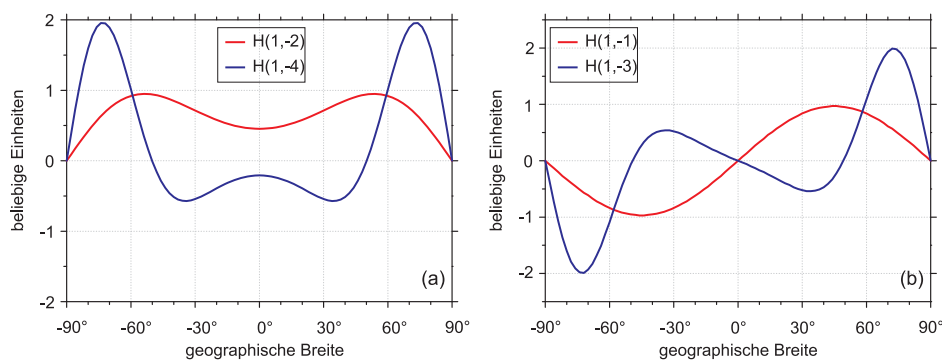 beliebige Einheiten
2
1
0
-1
-2
H(1,-2)
H(1,-4)
(a)
-90°
-60°
-30°
0°
30°
60°
90°
geographische Breite
beliebige Einheiten
2
1
0
-1
-2
H(1,-1)
H(1,-3)
(b)
-90°
-60°
-30°
0°
30°
60°
90°
geographische Breite